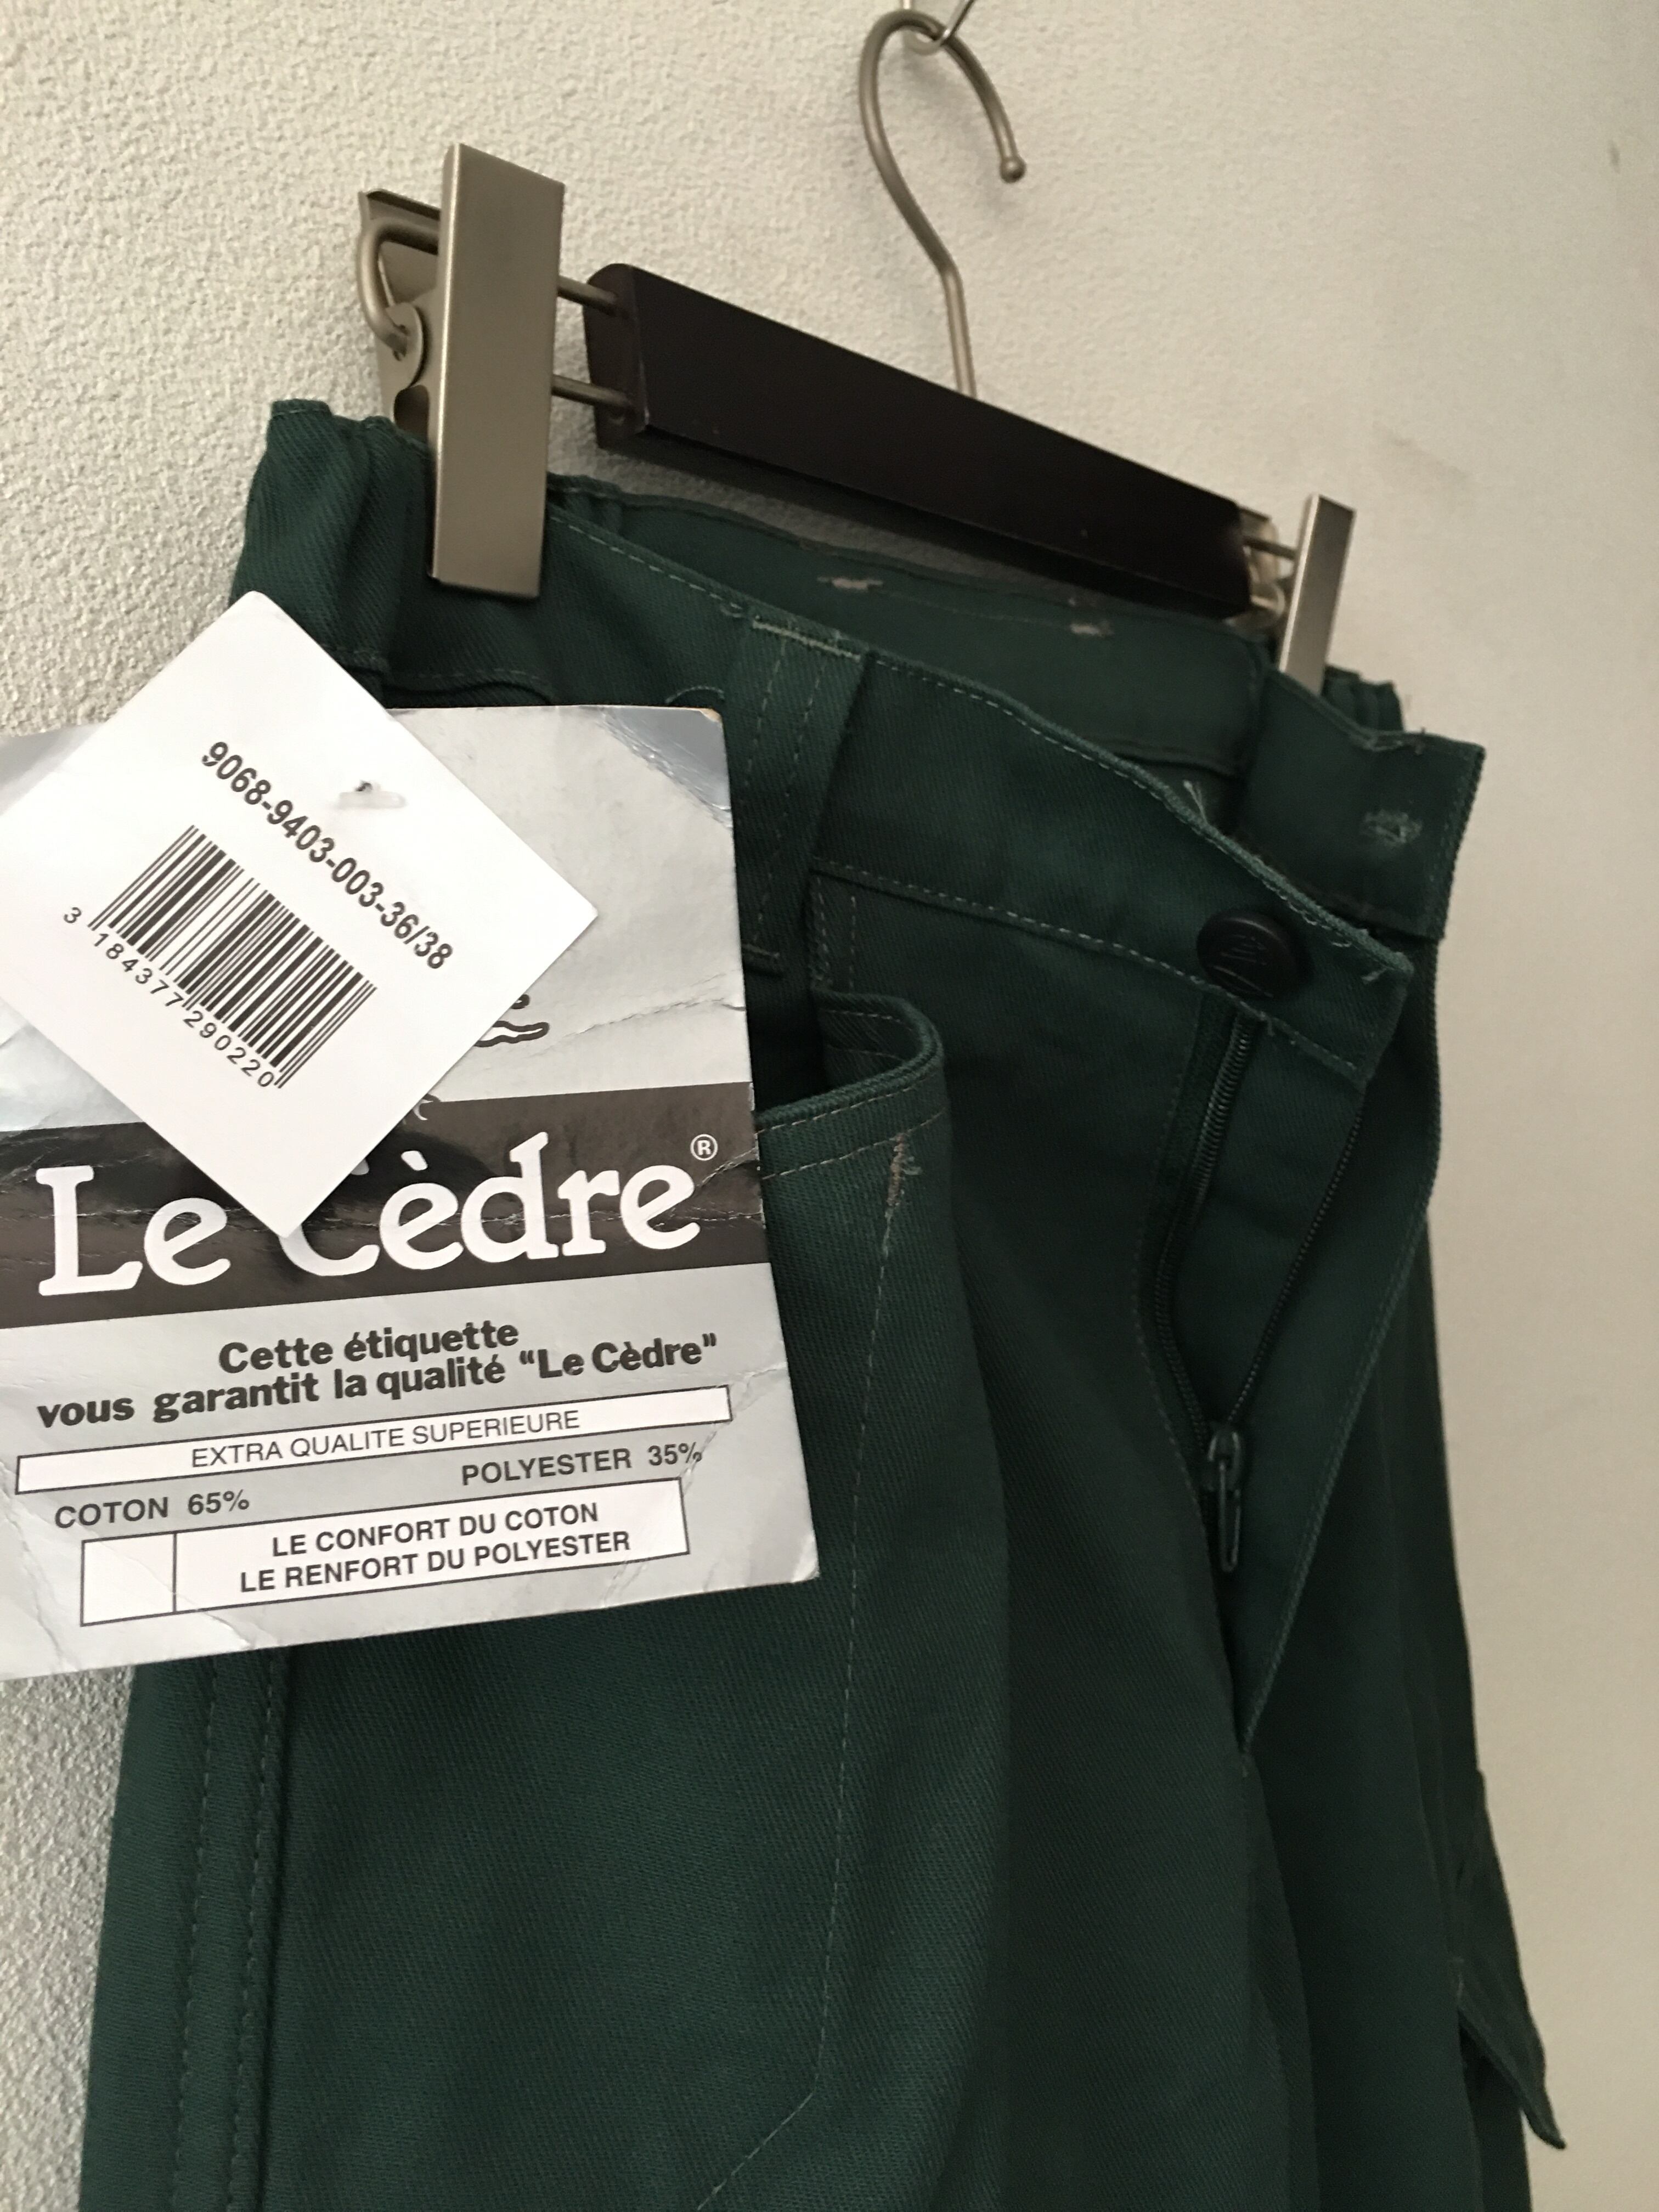 9068-9403-003-36/38
3 184377 290220
Le Cèdre®
Cette étiquette
vous garantit la qualité “Le Cèdre”
EXTRA QUALITE SUPERIEURE
COTON 65% POLYESTER 35%
LE CONFORT DU COTON
LE RENFORT DU POLYESTER